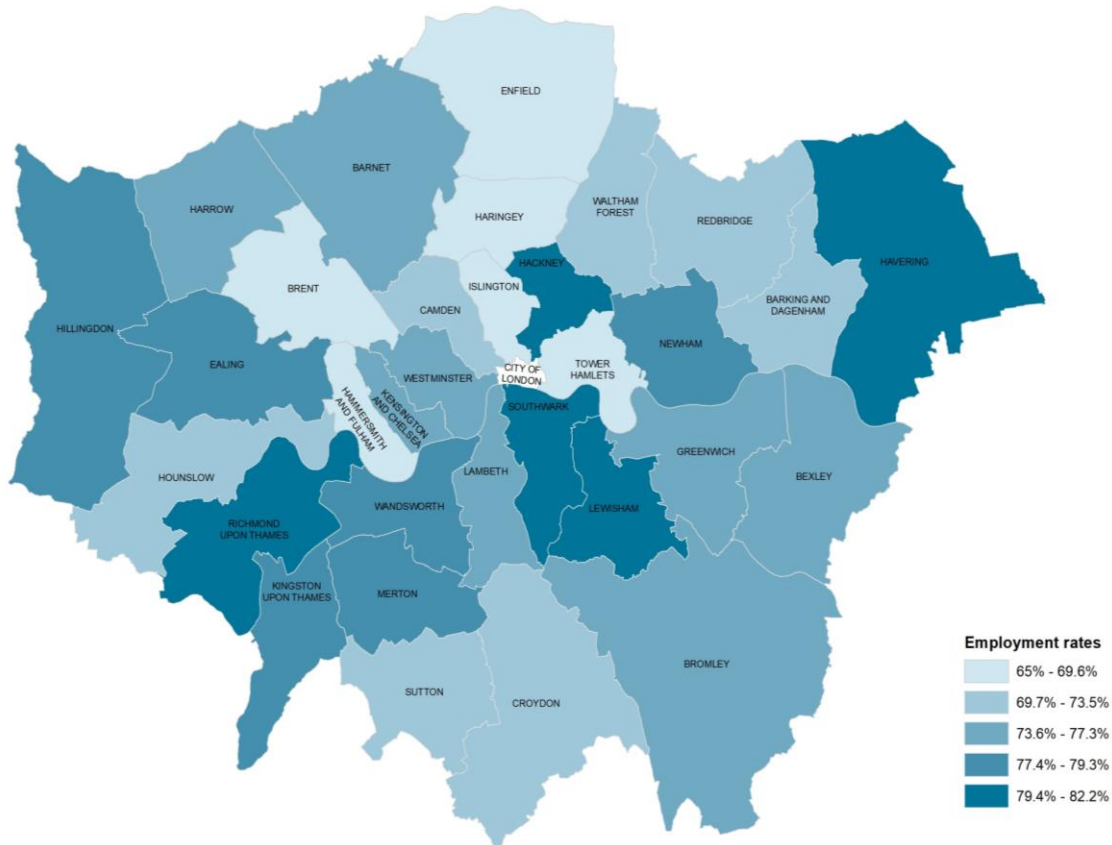 ENFIELD
BARNET
HARROW
HARINGEY
WALTHAM
FOREST
REDBRIDGE
HACKNEY
HAVERING
BRENT
ISLINGTON
CAMDEN
BARKING AND
DAGENHAM
HILLINGDON
EALING
NEWHAM
WESTMINSTER
CITY OF
LONDON
TOWER
HAMLETS
HAMMERSMITH
AND FULHAM
KENSINGTON
AND CHELSEA
SOUTHWARK
HOUNSLOW
LAMBETH
GREENWICH
BEXLEY
WANDSWORTH
LEWISHAM
RICHMOND
UPON THAMES
KINGSTON
UPON THAMES
MERTON
SUTTON
CROYDON
BROMLEY
Employment rates
65% - 69.6%
69.7% - 73.5%
73.6% - 77.3%
77.4% - 79.3%
79.4% - 82.2%